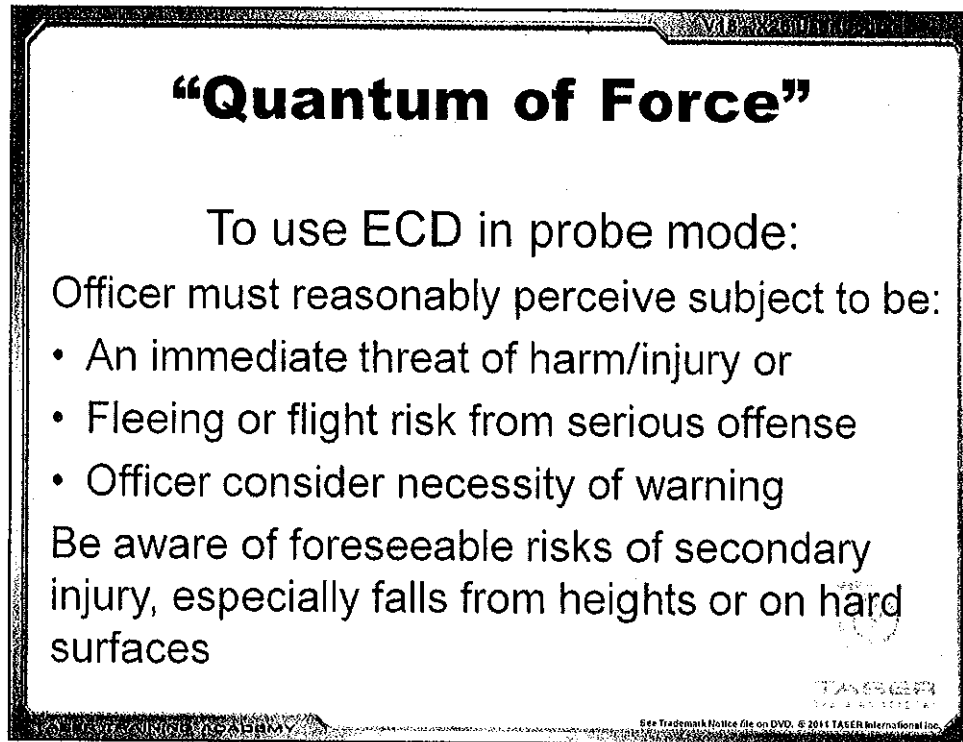 “Quantum of Force”
To use ECD in probe mode:
Officer must reasonably perceive subject to be:
• An immediate threat of harm/injury or
• Fleeing or flight risk from serious offense
• Officer consider necessity of warning
Be aware of foreseeable risks of secondary
injury, especially falls from heights or on hard
surfaces
TASER
TASER TRAINING ACADEMY
See Trademark Notice file on DVD. © 2011 TASER International Inc.